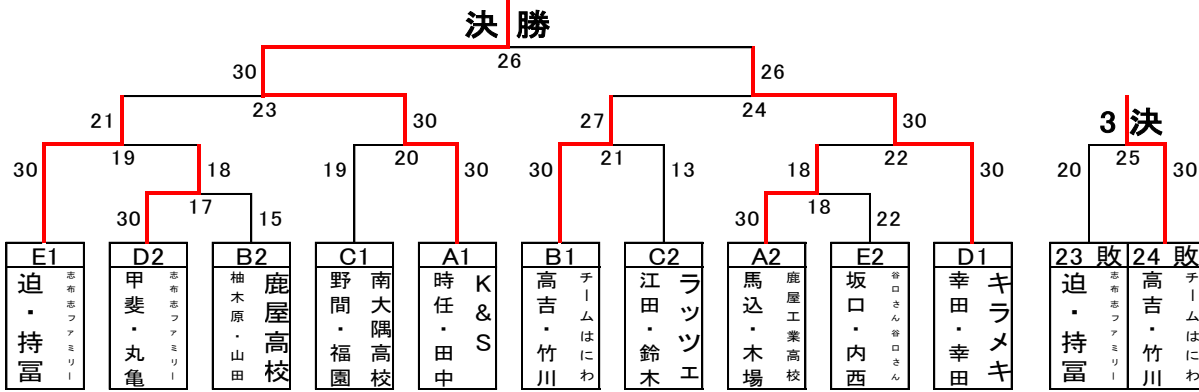 決勝
30 26 26
21 23 30 27 24 30 3決
30 19 18 19 20 30 30 21 13 18 22 30 20 25 30
30 17 15 30 18 22
E1 D2 B2 C1 A1 B1 C2 A2 E2 D1 23敗 24敗
迫・持冨 志布志ファミリー
甲斐・丸亀 志布志ファミリー
柚木原・山田 鹿屋高校
野間・福園 南大隅高校
時任・田中 K&S
高吉・竹川 チームはにわ
江田・鈴木 ラッツェ
馬込・木場 鹿屋工業高校
坂口・内西 谷口さん谷口さん
幸田・幸田 キラメキ
迫・持冨 志布志ファミリー
高吉・竹川 チームはにわ